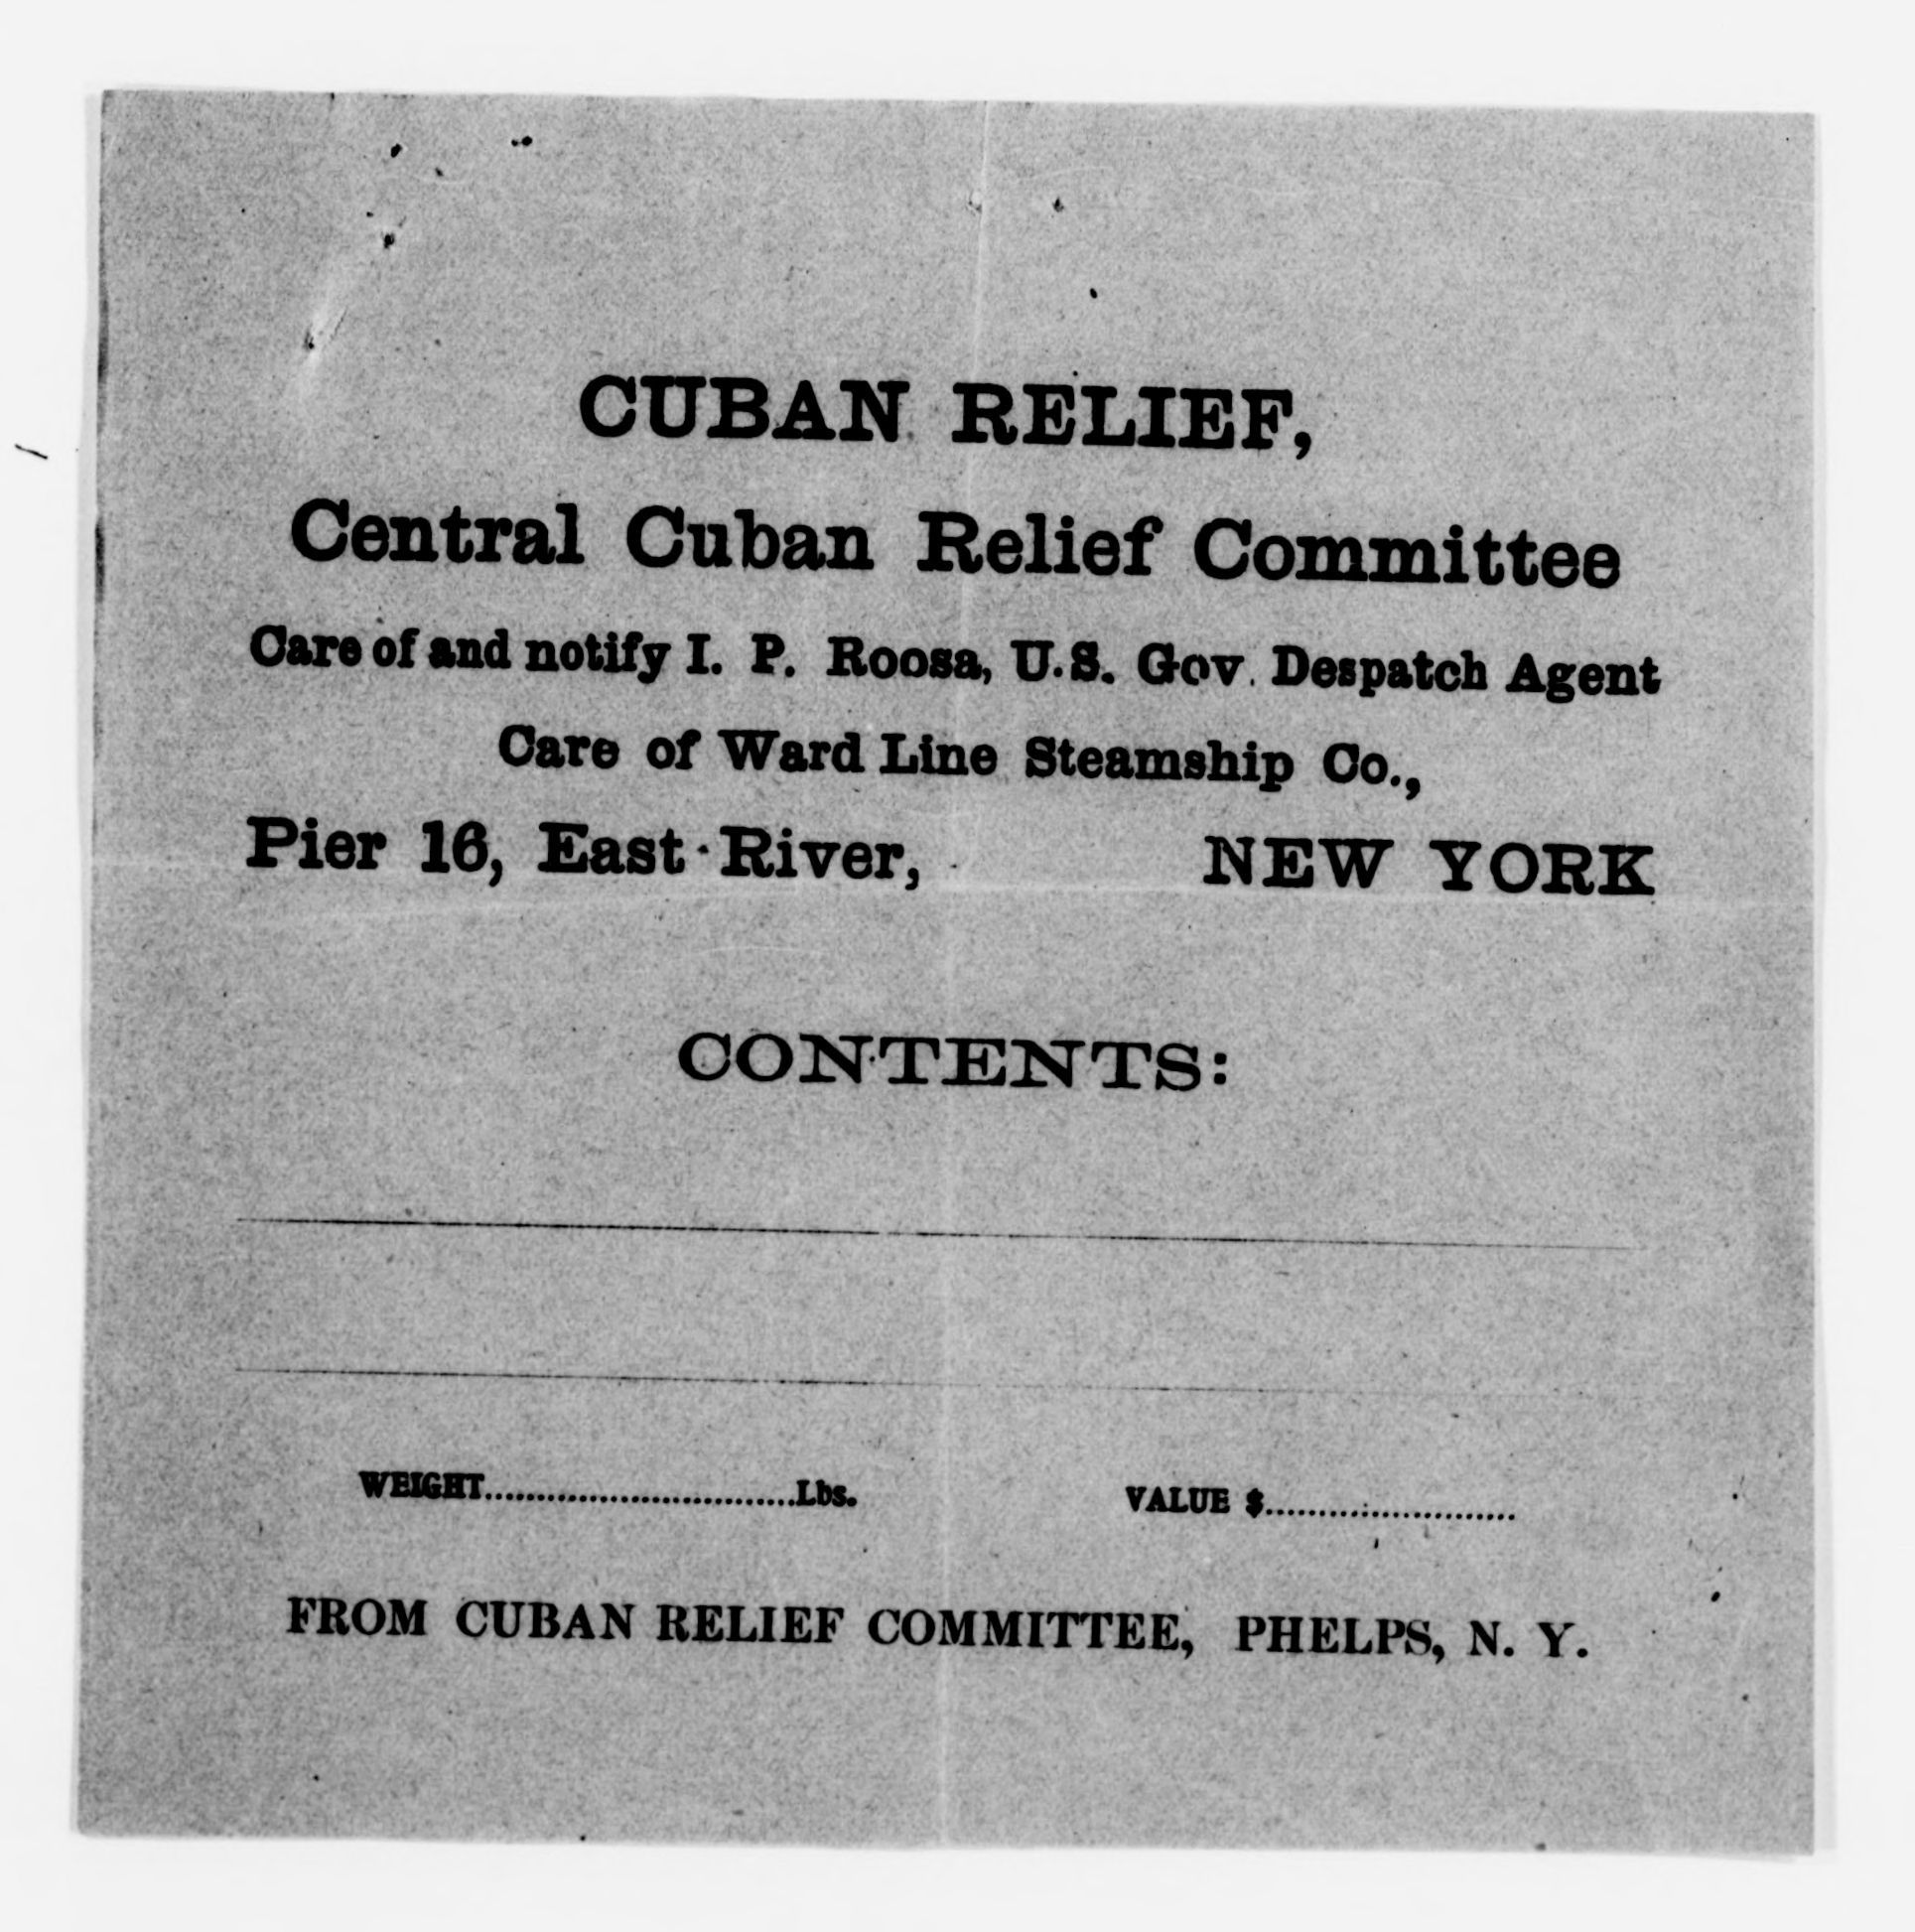 CUBAN RELIEF,
Central Cuban Relief Committee
Care of and notify I. P. Roosa, U.S. Gov. Despatch Agent
Care of Ward Line Steamship Co.,
Pier 16, East River, NEW YORK
CONTENTS:
WEIGHT..............................Lbs. VALUE $........................
FROM CUBAN RELIEF COMMITTEE, PHELPS, N. Y.